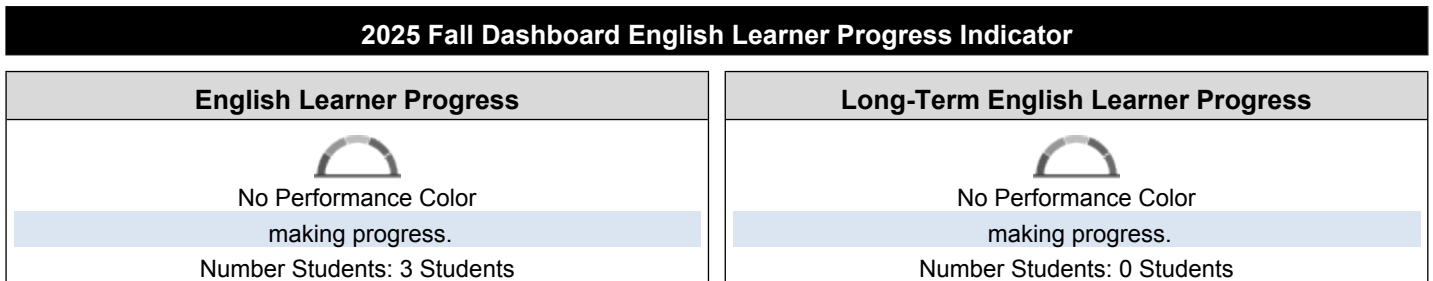 2025 Fall Dashboard English Learner Progress Indicator
English Learner Progress
No Performance Color
making progress.
Number Students: 3 Students
Long-Term English Learner Progress
No Performance Color
making progress.
Number Students: 0 Students